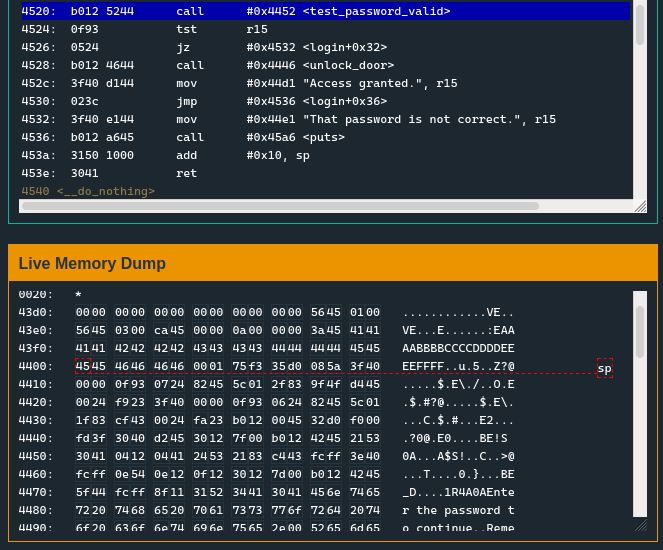 4520: b012 5244 call #0x4452 <test_password_valid>
4524: 0f93 tst r15
4526: 0524 jz #0x4532 <login+0x32>
4528: b012 4644 call #0x4446 <unlock_door>
452c: 3f40 d144 mov #0x44d1 "Access granted.", r15
4530: 023c jmp #0x4536 <login+0x36>
4532: 3f40 e144 mov #0x44e1 "That password is not correct.", r15
4536: b012 a645 call #0x45a6 <puts>
453a: 3150 1000 add #0x10, sp
453e: 3041 ret
4540 <__do_nothing>
Live Memory Dump
0020: *
43d0: 0000 0000 0000 0000 0000 0000 5645 0100 ............VE..
43e0: 5645 0300 ca45 0000 0a00 0000 3a45 4141 VE...E......:EAA
43f0: 4141 4242 4242 4343 4343 4444 4444 4545 AABBBBCCCCDDDDEE
4400: 4545 4646 4646 0001 75f3 35d0 085a 3f40 EEFFFF..u.5..Z?@ sp
4410: 0000 0f93 0724 8245 5c01 2f83 9f4f d445 .....$.E\./..O.E
4420: 0024 f923 3f40 0000 0f93 0624 8245 5c01 .$.#?@.....$.E\.
4430: 1f83 cf43 0024 fa23 b012 0045 32d0 f000 ...C.$.#...E2...
4440: fd3f 3040 d245 3012 7f00 b012 4245 2153 .?0@.E0....BE!S
4450: 3041 0412 0441 2453 2183 c443 fcff 3e40 0A...A$S!..C..>@
4460: fcff 0e54 0e12 0f12 3012 7d00 b012 4245 ...T....0.}...BE
4470: 5f44 fcff 8f11 3152 3441 3041 456e 7465 _D....1R4A0AEnte
4480: 7220 7468 6520 7061 7373 776f 7264 2074 r the password t
4490: 6f20 636f 6e74 696e 7565 2e00 5265 6d65 o continue..Reme